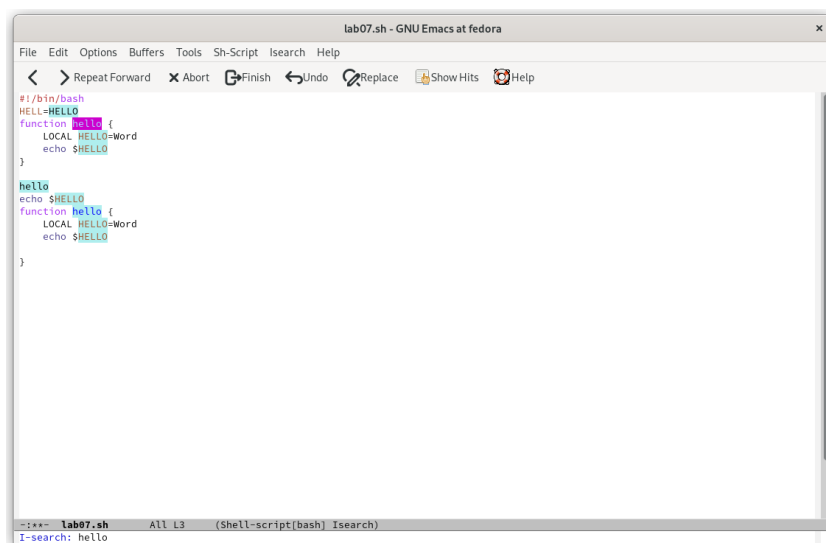 lab07.sh - GNU Emacs at fedora
File Edit Options Buffers Tools Sh-Script Isearch Help
Repeat Forward Abort Finish Undo Replace Show Hits Help
#!/bin/bash
HELL=HELLO
function hello {
    LOCAL HELLO=Word
    echo $HELLO
}
hello
echo $HELLO
function hello {
    LOCAL HELLO=Word
    echo $HELLO
}
-:**- lab07.sh All L3 (Shell-script[bash] Isearch)
I-search: hello